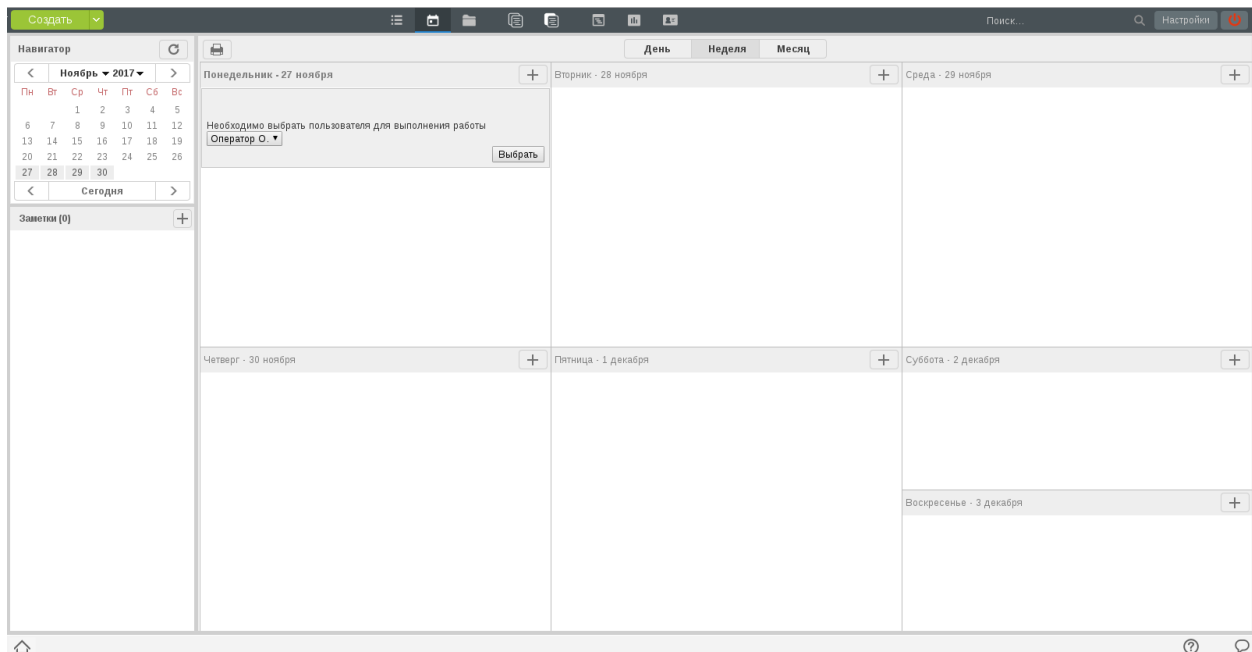 Создать
Поиск...
Настройки
Навигатор
День Неделя Месяц
Ноябрь 2017
Пн Вт Ср Чт Пт Сб Вс
1 2 3 4 5
6 7 8 9 10 11 12
13 14 15 16 17 18 19
20 21 22 23 24 25 26
27 28 29 30
Сегодня
Заметки (0)
Понедельник - 27 ноября
Необходимо выбрать пользователя для выполнения работы
Оператор О.
Выбрать
Вторник - 28 ноября
Среда - 29 ноября
Четверг - 30 ноября
Пятница - 1 декабря
Суббота - 2 декабря
Воскресенье - 3 декабря